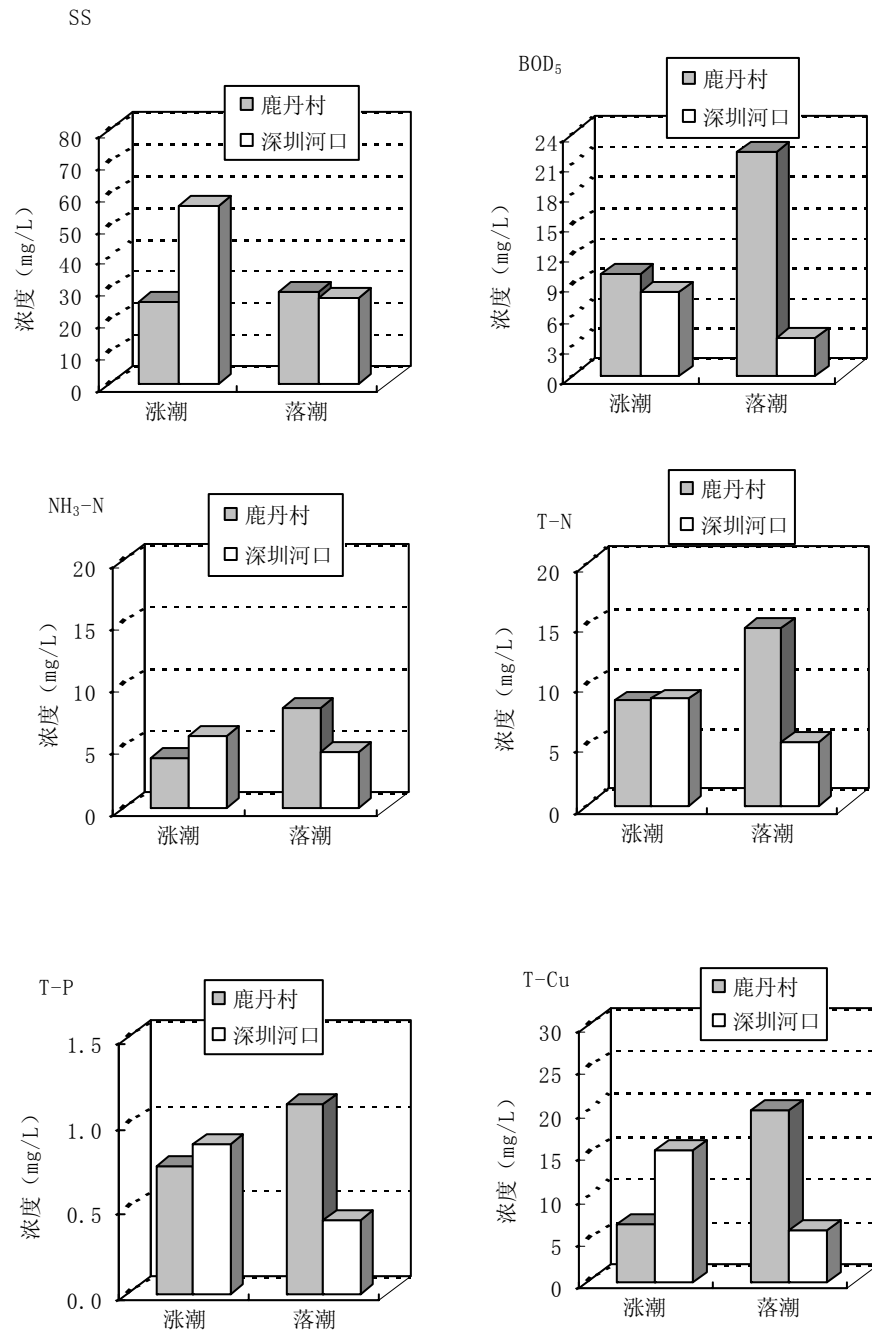 SS
鹿丹村
深圳河口
80
70
60
50
40
30
20
10
0
浓度（mg/L）
涨潮
落潮
BOD₅
鹿丹村
深圳河口
24
21
18
15
12
9
6
3
0
浓度（mg/L）
涨潮
落潮
NH₃-N
鹿丹村
深圳河口
20
15
10
5
0
浓度（mg/L）
涨潮
落潮
T-N
鹿丹村
深圳河口
20
15
10
5
0
浓度（mg/L）
涨潮
落潮
T-P
鹿丹村
深圳河口
1.5
1.0
0.5
0.0
浓度（mg/L）
涨潮
落潮
T-Cu
鹿丹村
深圳河口
30
25
20
15
10
5
0
浓度（mg/L）
涨潮
落潮